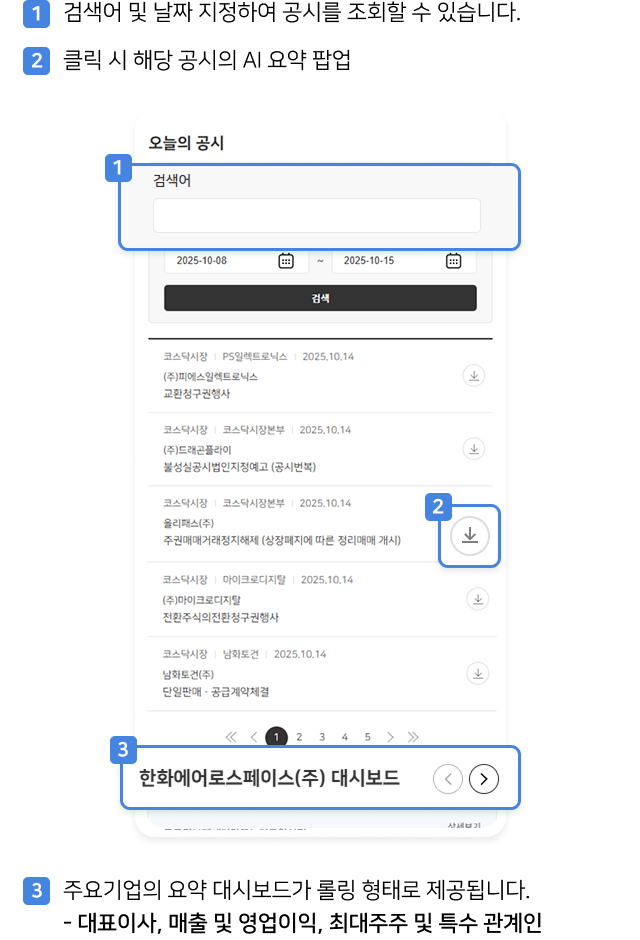 1 검색어 및 날짜 지정하여 공시를 조회할 수 있습니다.
2 클릭 시 해당 공시의 AI 요약 팝업
오늘의 공시
1
검색어
2025-10-08 ~ 2025-10-15
검색
코스닥시장 | PS일렉트로닉스 | 2025.10.14
(주)피에스일렉트로닉스
교환청구권행사
코스닥시장 | 코스닥시장본부 | 2025.10.14
(주)드래곤플라이
불성실공시법인지정예고 (공시번복)
코스닥시장 | 코스닥시장본부 | 2025.10.14
2
올리패스(주)
주권매매거래정지해제 (상장폐지에 따른 정리매매 개시)
코스닥시장 | 마이크로디지탈 | 2025.10.14
(주)마이크로디지탈
전환주식의전환청구권행사
코스닥시장 | 남화토건 | 2025.10.14
남화토건(주)
단일판매 · 공급계약체결
1 2 3 4 5
3
한화에어로스페이스(주) 대시보드
상세보기
3 주요기업의 요약 대시보드가 롤링 형태로 제공됩니다.
- 대표이사, 매출 및 영업이익, 최대주주 및 특수 관계인